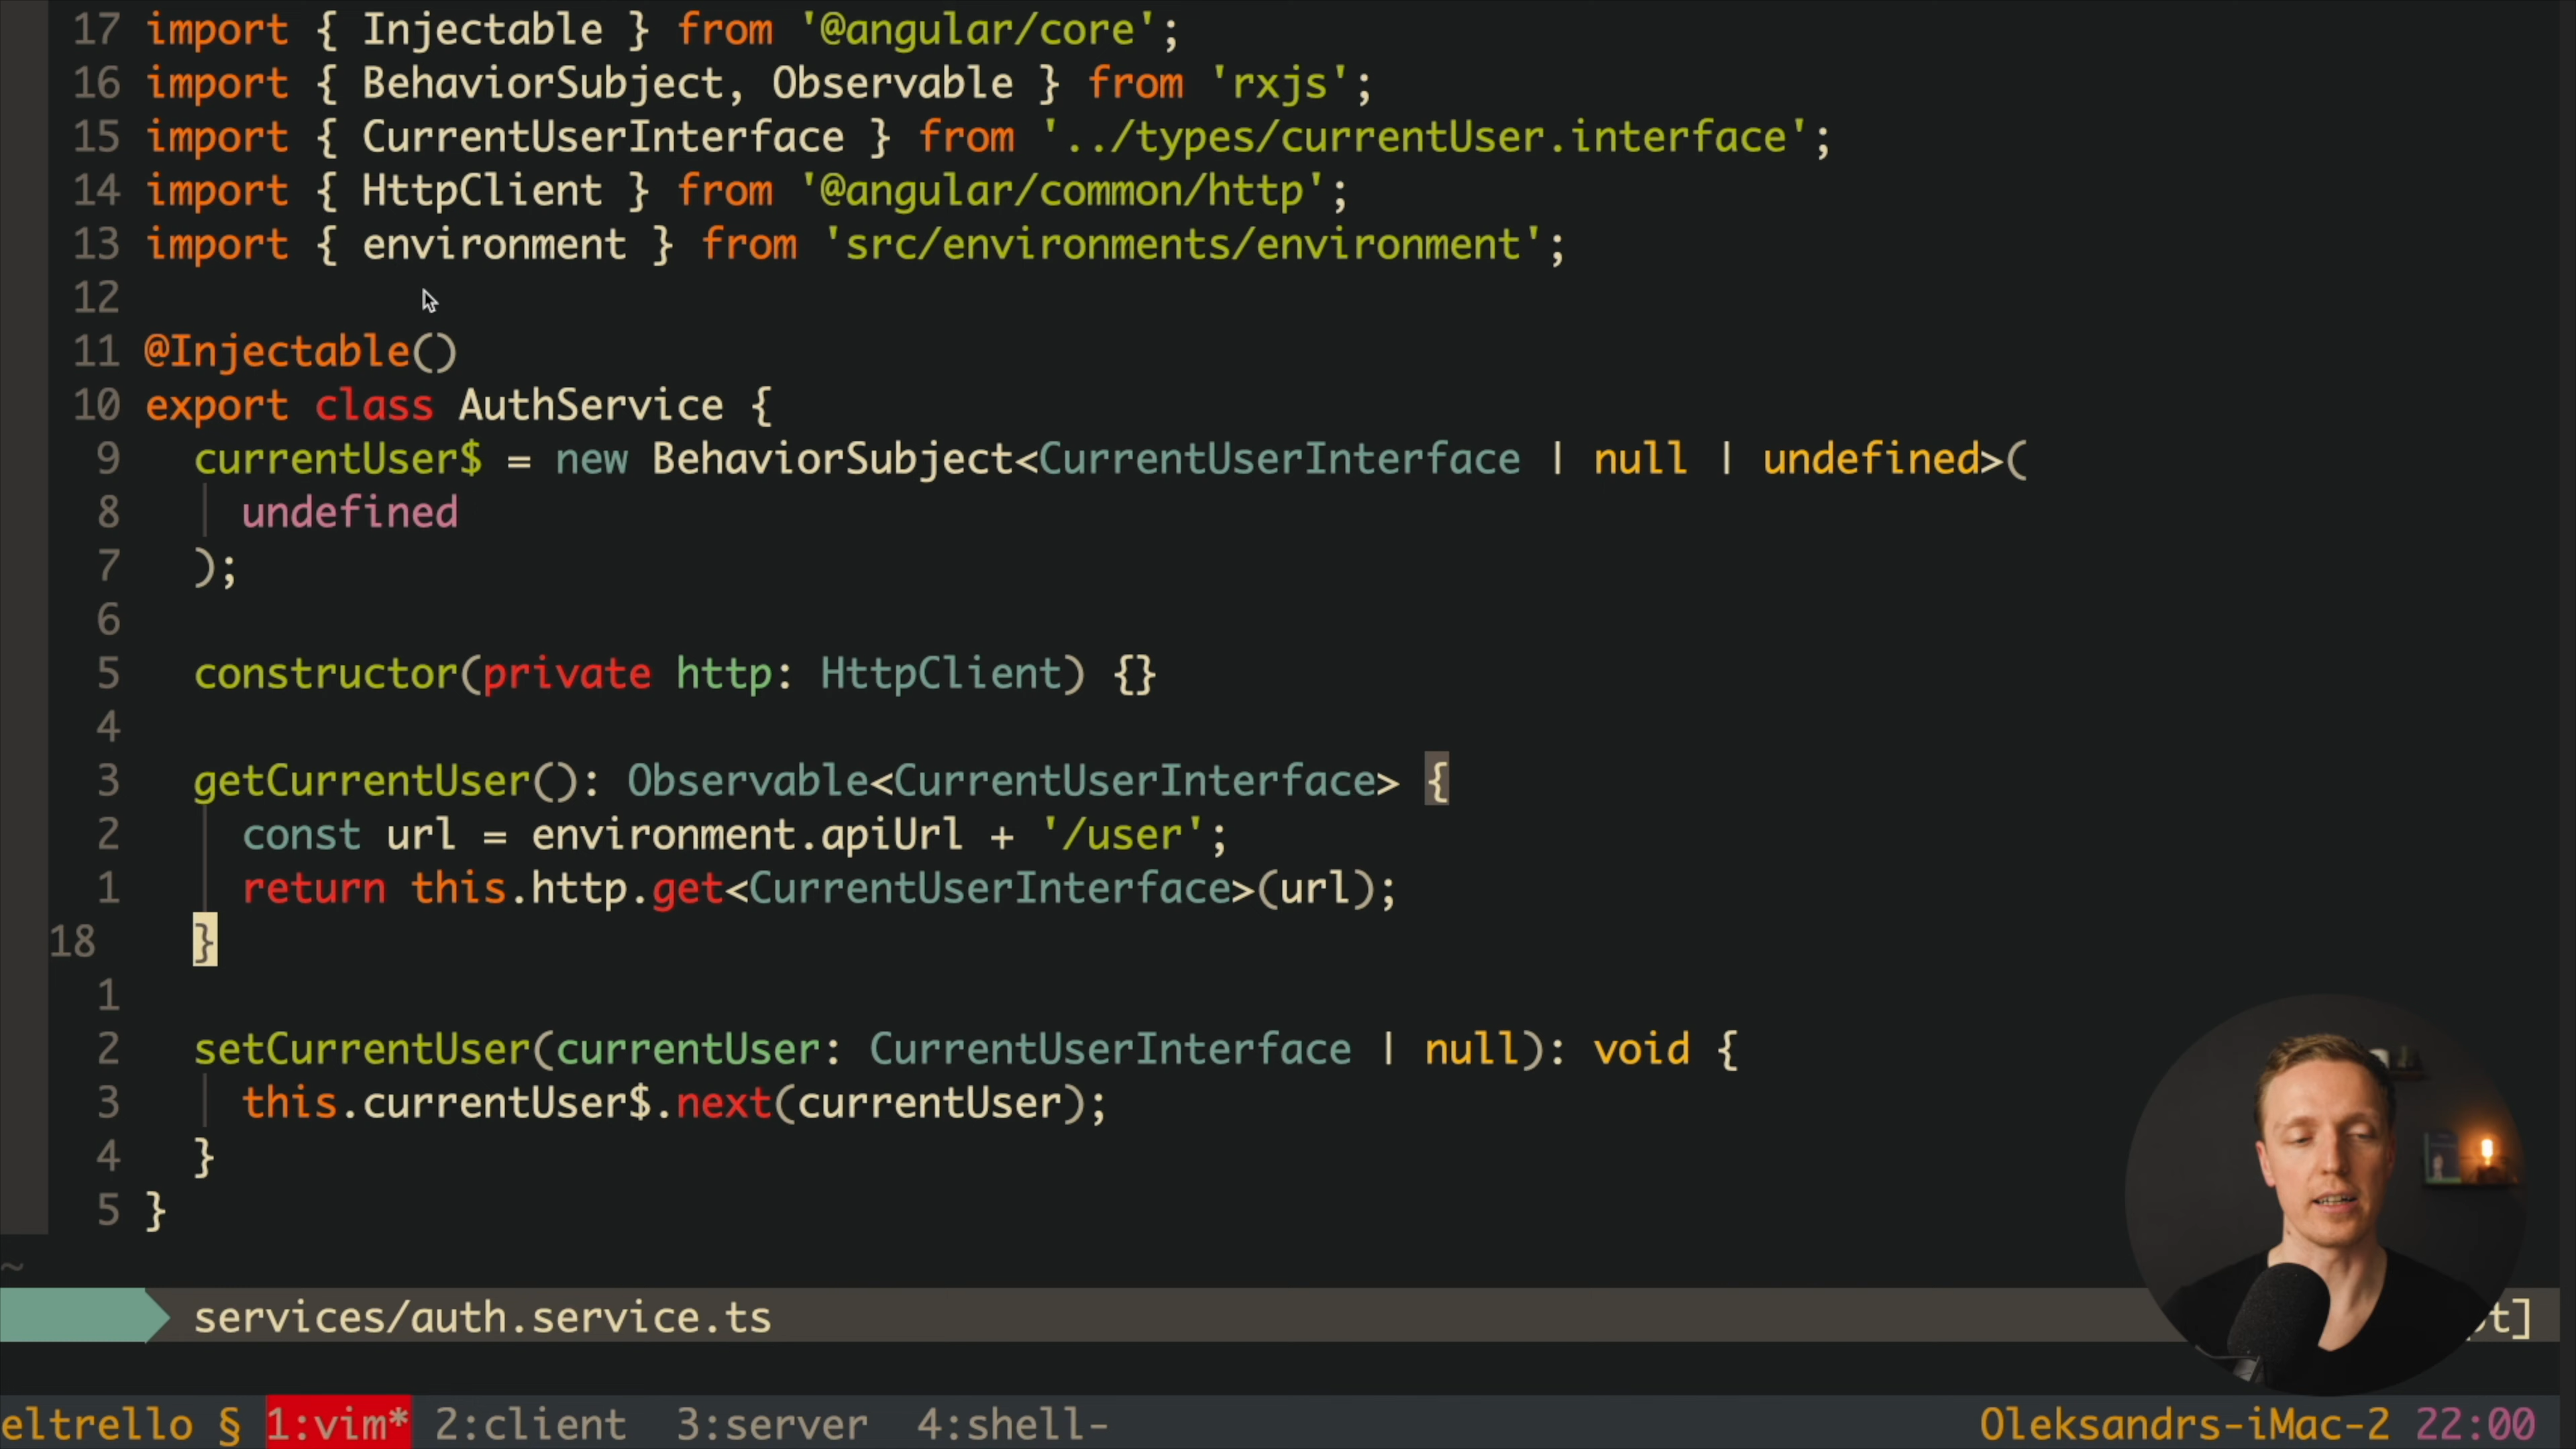 17 import { Injectable } from '@angular/core';
16 import { BehaviorSubject, Observable } from 'rxjs';
15 import { CurrentUserInterface } from '../types/currentUser.interface';
14 import { HttpClient } from '@angular/common/http';
13 import { environment } from 'src/environments/environment';
12
11 @Injectable()
10 export class AuthService {
9 currentUser$ = new BehaviorSubject<CurrentUserInterface | null | undefined>(
8 undefined
7 );
6
5 constructor(private http: HttpClient) {}
4
3 getCurrentUser(): Observable<CurrentUserInterface> {
2 const url = environment.apiUrl + '/user';
1 return this.http.get<CurrentUserInterface>(url);
18 }
1
2 setCurrentUser(currentUser: CurrentUserInterface | null): void {
3 this.currentUser$.next(currentUser);
4 }
5 }
~
services/auth.service.ts
eltrello § 1:vim* 2:client 3:server 4:shell- Oleksandrs-iMac-2 22:00